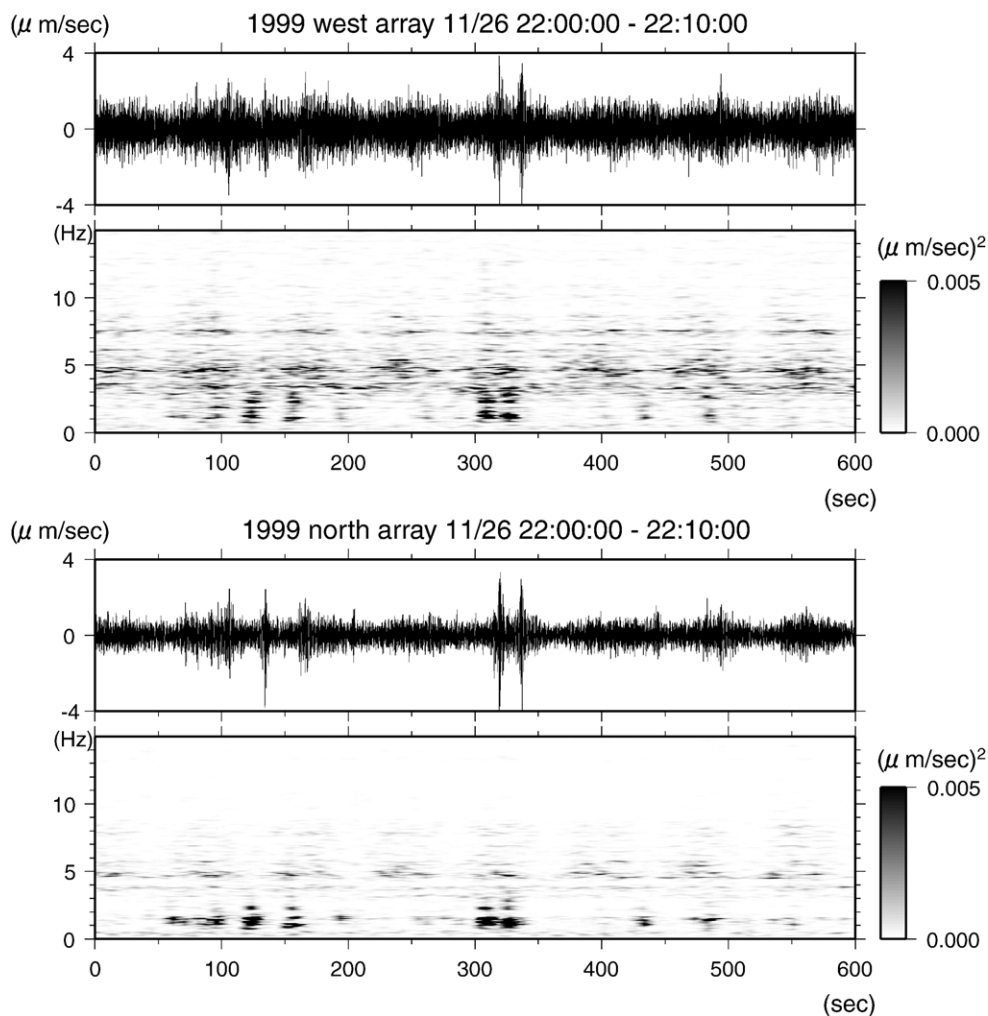 (μ m/sec) 1999 west array 11/26 22:00:00 - 22:10:00
4
0
-4
(Hz)
(μ m/sec)2
10
0.005
5
0
0.000
0 100 200 300 400 500 600
(sec)
(μ m/sec) 1999 north array 11/26 22:00:00 - 22:10:00
4
0
-4
(Hz)
(μ m/sec)2
0.005
10
5
0
0.000
0 100 200 300 400 500 600
(sec)